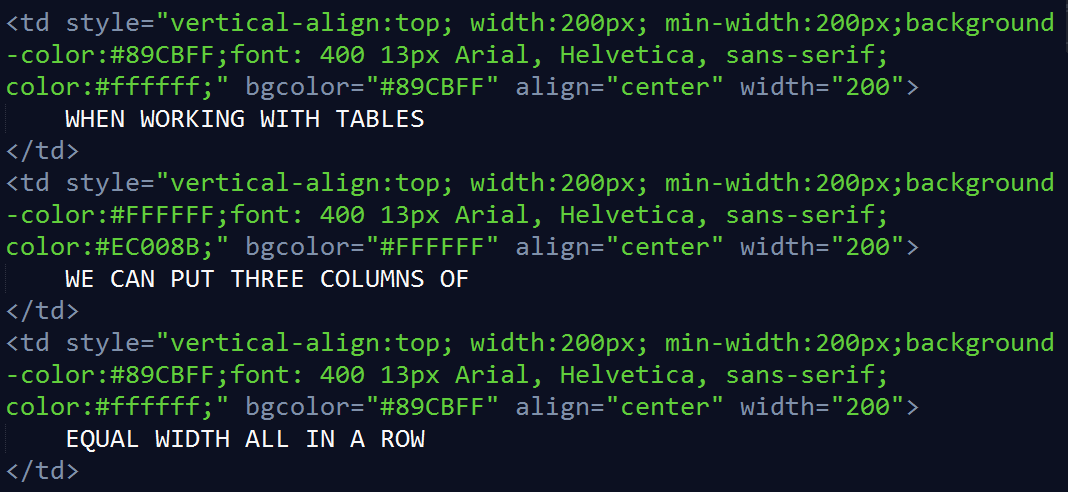 <td style="vertical-align:top; width:200px; min-width:200px;background
-color:#89CBFF;font: 400 13px Arial, Helvetica, sans-serif;
color:#ffffff;" bgcolor="#89CBFF" align="center" width="200">
WHEN WORKING WITH TABLES
</td>
<td style="vertical-align:top; width:200px; min-width:200px;background
-color:#FFFFFF;font: 400 13px Arial, Helvetica, sans-serif;
color:#EC008B;" bgcolor="#FFFFFF" align="center" width="200">
WE CAN PUT THREE COLUMNS OF
</td>
<td style="vertical-align:top; width:200px; min-width:200px;background
-color:#89CBFF;font: 400 13px Arial, Helvetica, sans-serif;
color:#ffffff;" bgcolor="#89CBFF" align="center" width="200">
EQUAL WIDTH ALL IN A ROW
</td>